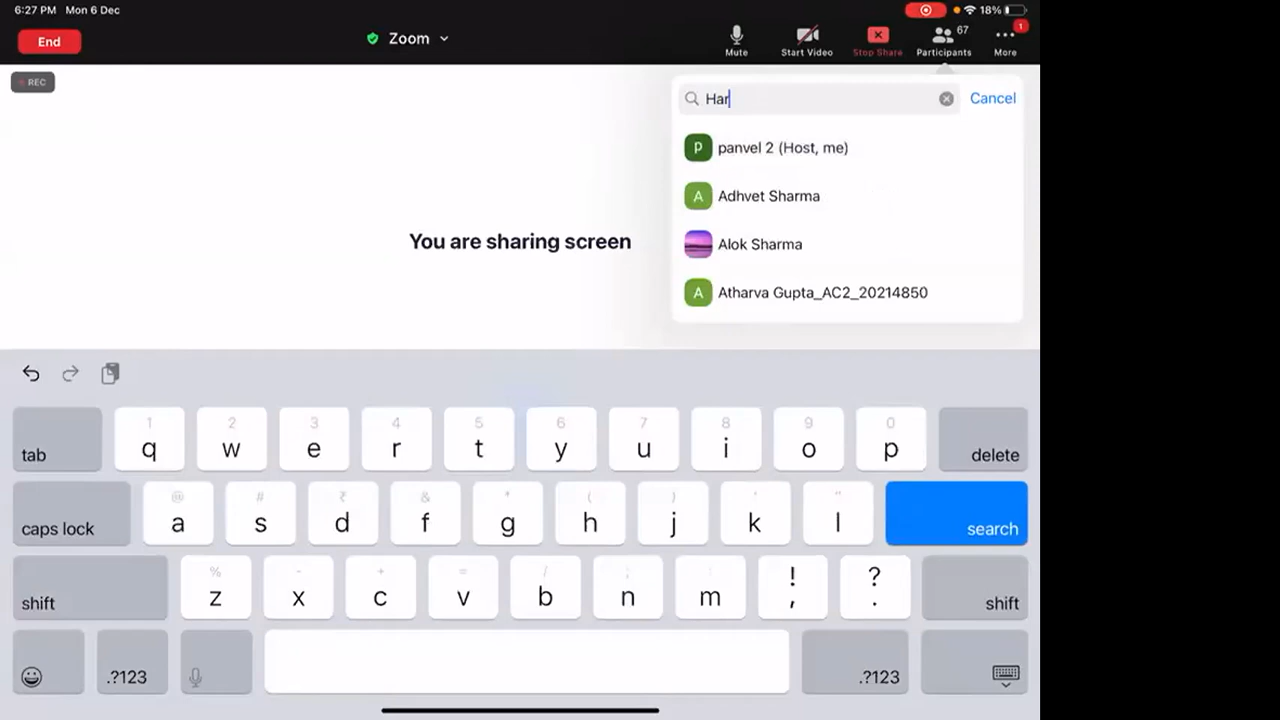 6:27 PM Mon 6 Dec
18%
End
Zoom
Mute
Start Video
Stop Share
67
Participants
1
More
REC
Har
Cancel
P panvel 2 (Host, me)
A Adhvet Sharma
Alok Sharma
A Atharva Gupta_AC2_20214850
You are sharing screen
1 2 3 4 5 6 7 8 9 0
tab q w e r t y u i o p delete
@ # ₹ & * ( ) ' "
caps lock a s d f g h j k l search
% - + = / ; :
shift z x c v b n m ! , ? . shift
.?123 .?123